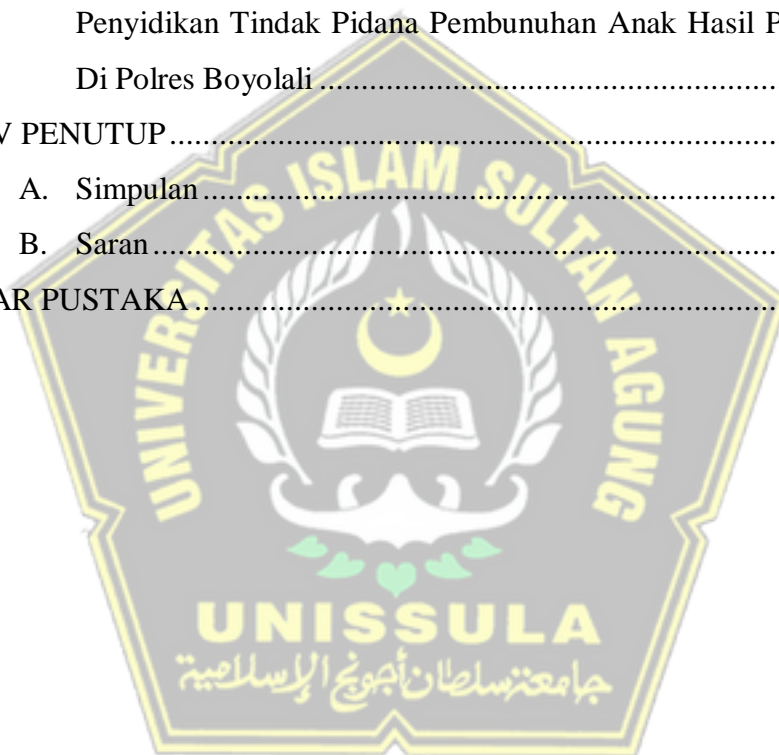 Penyidikan Tindak Pidana Pembunuhan Anak Hasil P
Di Polres Boyolali ................................................................
V PENUTUP ................................................................
A. Simpulan ................................................................
B. Saran ................................................................
AR PUSTAKA ................................................................
UNIVERSITAS ISLAM SULTAN AGUNG
UNISSULA
جامعة سلطان أجونج الإسلامية